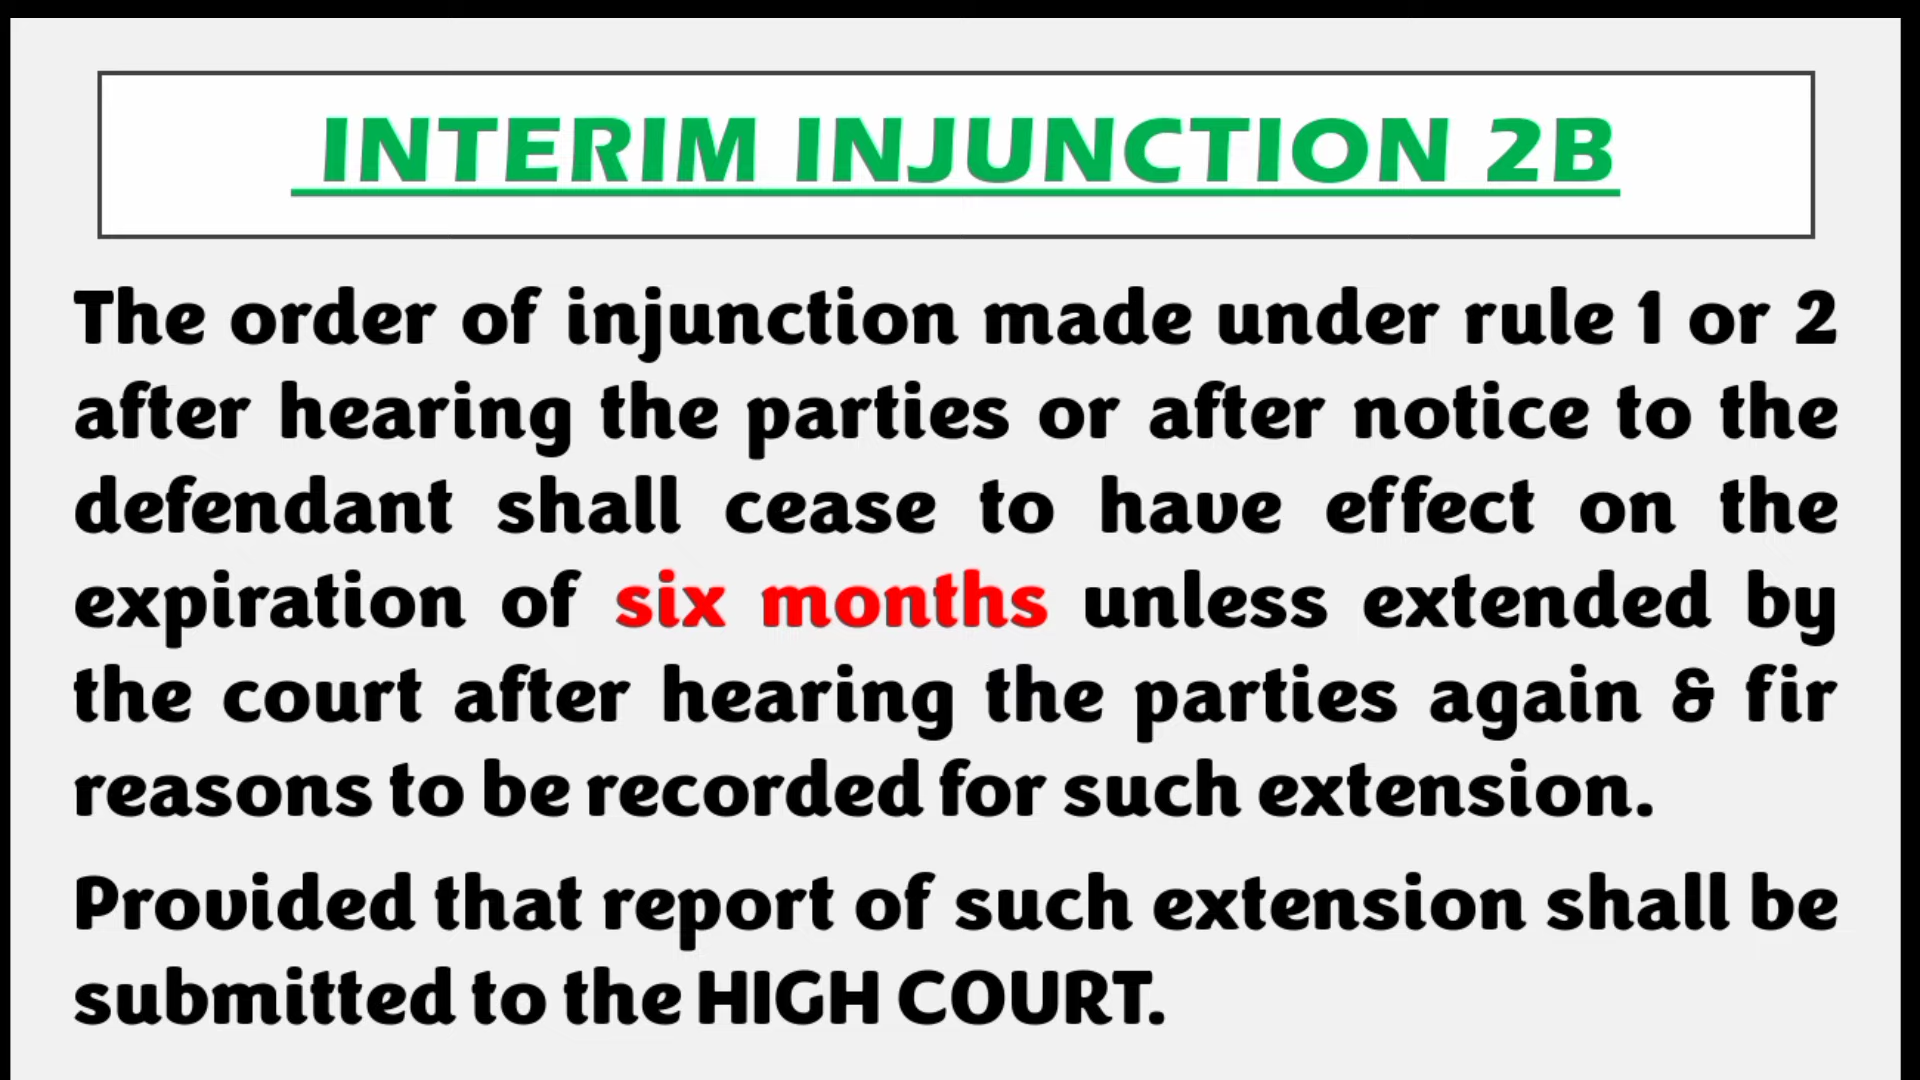 INTERIM INJUNCTION 2B
The order of injunction made under rule 1 or 2
after hearing the parties or after notice to the
defendant shall cease to have effect on the
expiration of six months unless extended by
the court after hearing the parties again & fir
reasons to be recorded for such extension.
Provided that report of such extension shall be
submitted to the HIGH COURT.